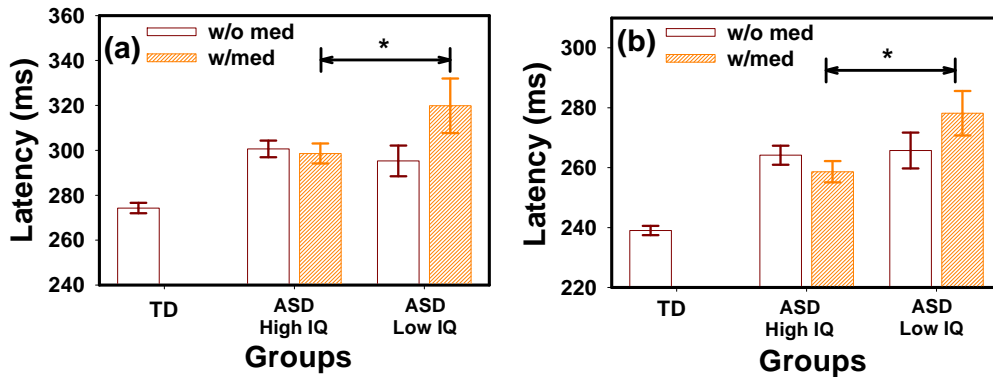 (a)
w/o med
w/med
*
Latency (ms)
360
340
320
300
280
260
240
TD
ASD
High IQ
ASD
Low IQ
Groups
(b)
w/o med
w/med
*
Latency (ms)
300
280
260
240
220
TD
ASD
High IQ
ASD
Low IQ
Groups